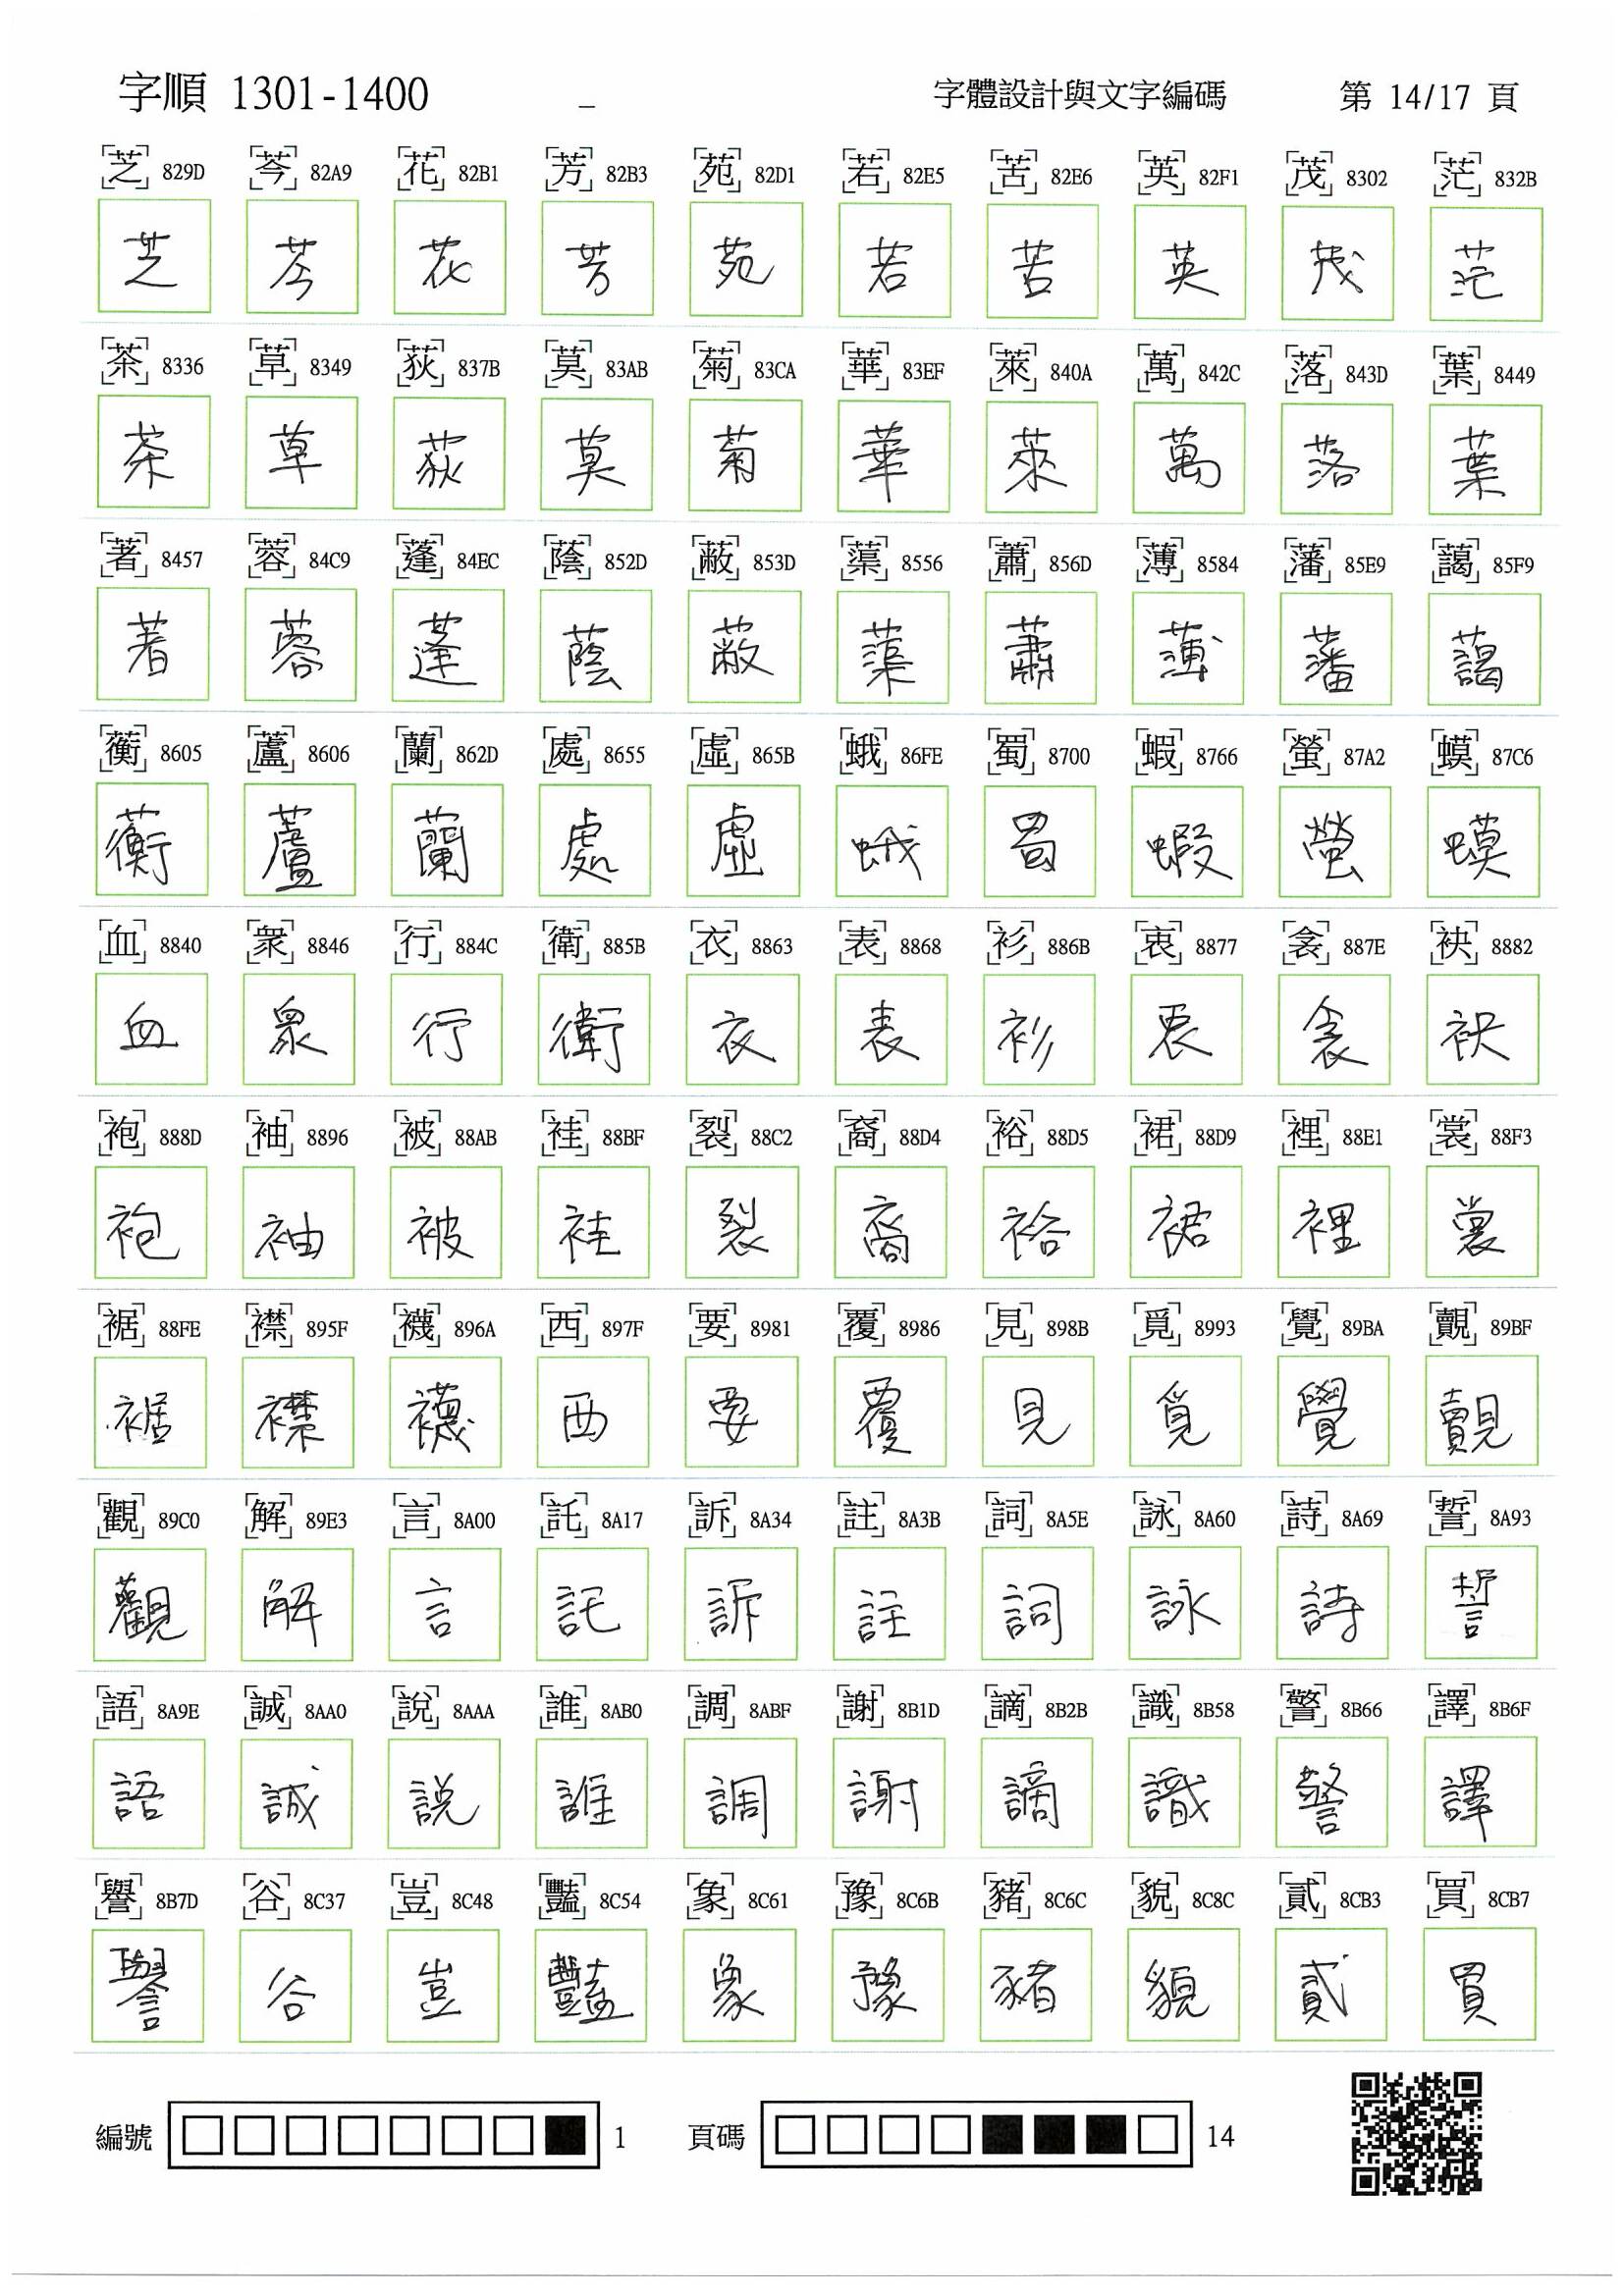 字順 1301-1400 _ 字體設計與文字編碼 第 14/17 頁
芝 829D 芩 82A9 花 82B1 芳 82B3 苑 82D1 若 82E5 苦 82E6 英 82F1 茂 8302 茫 832B
芝 芩 花 芳 苑 若 苦 英 茂 茫
茶 8336 草 8349 荻 837B 莫 83AB 菊 83CA 華 83EF 萊 840A 萬 842C 落 843D 葉 8449
茶 草 荻 莫 菊 華 萊 萬 落 葉
著 8457 蓉 84C9 蓬 84EC 蔭 852D 蔽 853D 蕖 8556 蕭 856D 薄 8584 藩 85E9 藹 85F9
著 蓉 蓬 蔭 蔽 蕖 蕭 薄 藩 藹
蘅 8605 蘆 8606 蘭 862D 處 8655 虛 865B 蛾 86FE 蜀 8700 蝦 8766 螢 87A2 蟆 87C6
蘅 蘆 蘭 處 虛 蛾 蜀 蝦 螢 蟆
血 8840 衆 8846 行 884C 衛 885B 衣 8863 表 8868 衫 886B 衷 8877 衾 887E 袂 8882
血 衆 行 衛 衣 表 衫 衷 衾 袂
袍 888D 袖 8896 被 88AB 袿 88BF 裂 88C2 裔 88D4 裕 88D5 裙 88D9 裡 88E1 裳 88F3
袍 袖 被 袿 裂 裔 裕 裙 裡 裳
裾 88FE 襟 895F 襪 896A 西 897F 要 8981 覆 8986 見 898B 覓 8993 覺 89BA 覿 89BF
裾 襟 襪 西 要 覆 見 覓 覺 覿
觀 89C0 解 89E3 言 8A00 託 8A17 訴 8A34 註 8A3B 詞 8A5E 詠 8A60 詩 8A69 誓 8A93
觀 解 言 託 訴 註 詞 詠 詩 誓
語 8A9E 誠 8AA0 說 8AAA 誰 8AB0 調 8ABF 謝 8B1D 謫 8B2B 識 8B58 警 8B66 譯 8B6F
語 誠 說 誰 調 謝 謫 識 警 譯
譽 8B7D 谷 8C37 豈 8C48 豔 8C54 象 8C61 豫 8C6B 豬 8C6C 貌 8C8C 貳 8CB3 買 8CB7
譽 谷 豈 豔 象 豫 豬 貌 貳 買
編號 1 頁碼 14